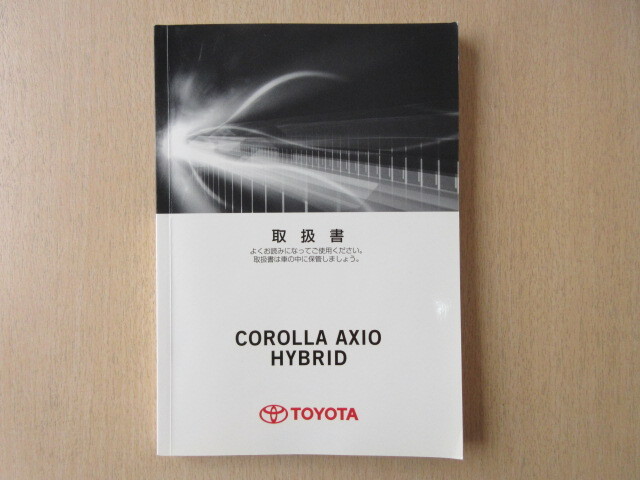 取扱書
よくお読みになってご使用ください。
取扱書は車の中に保管しましょう。
COROLLA AXIO
HYBRID
TOYOTA